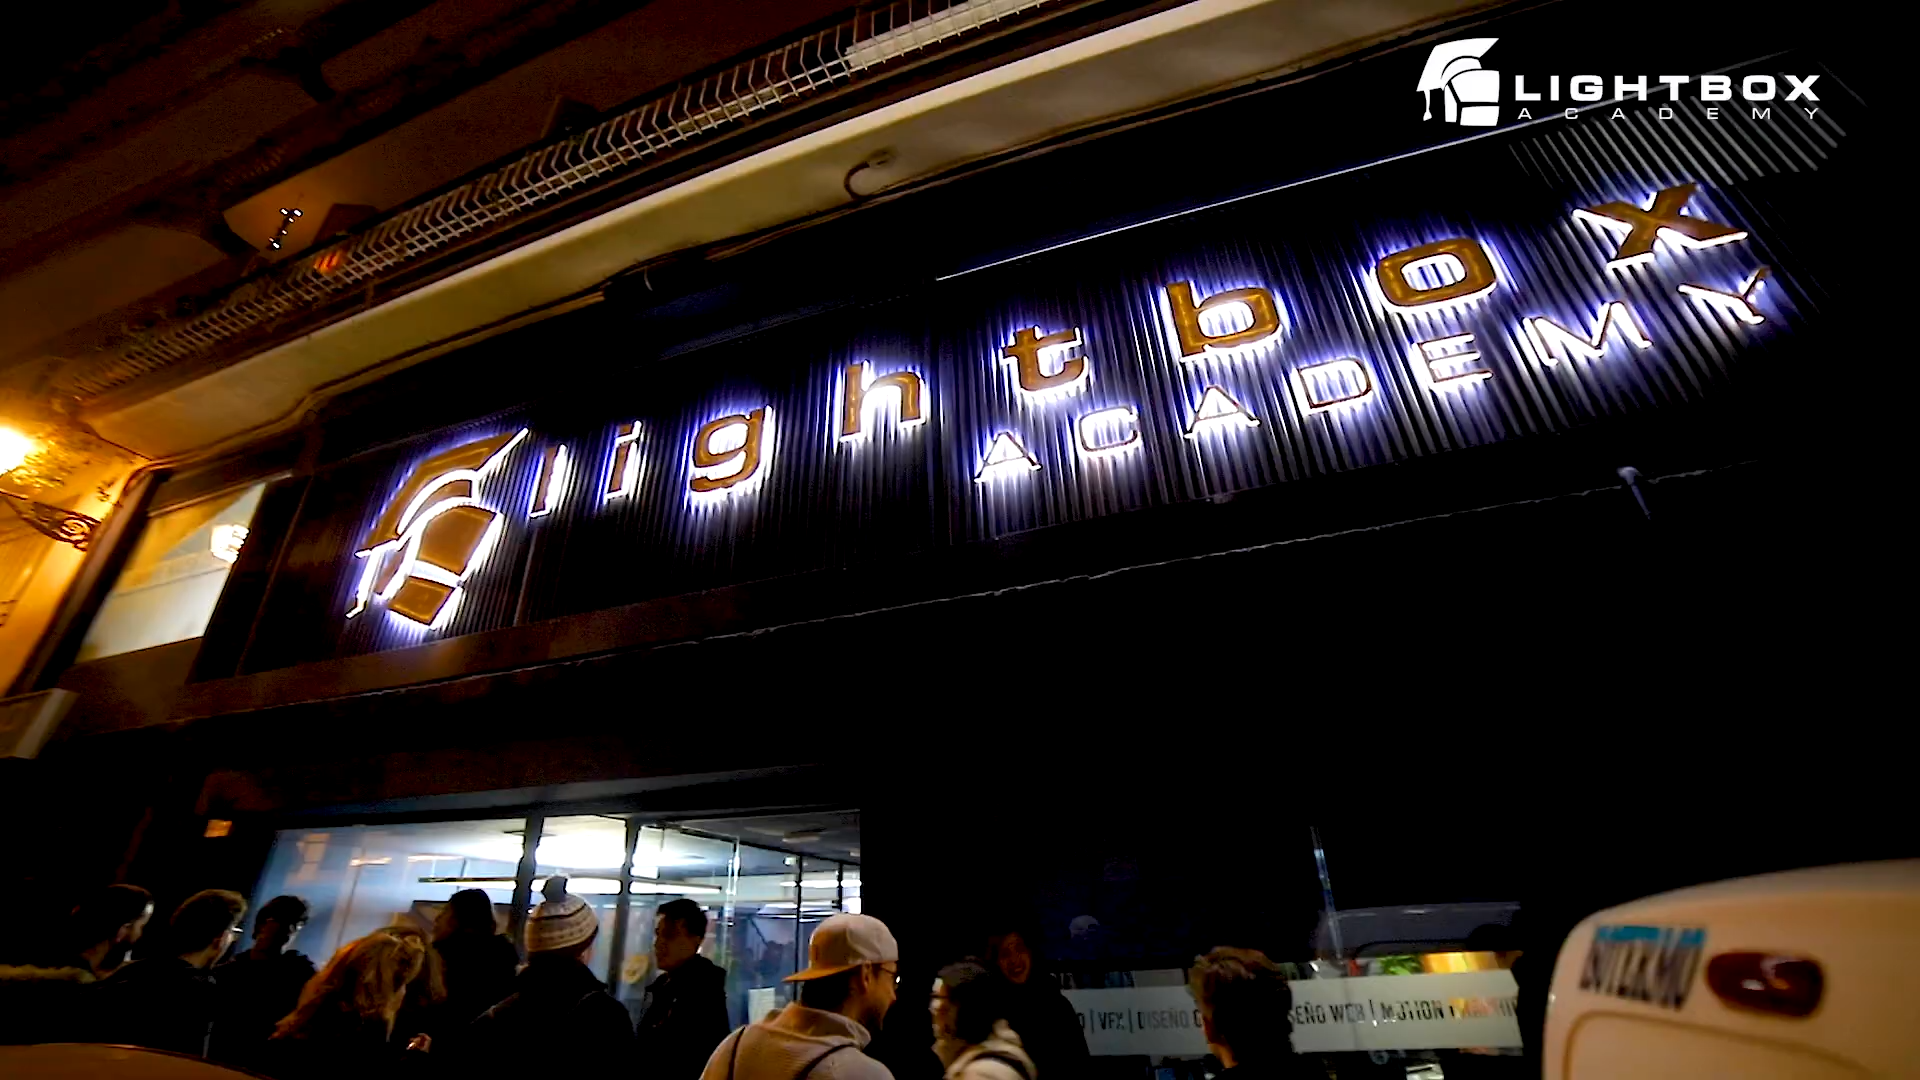 LIGHTBOX
ACADEMY
lightbox
ACADEMY
VFX | DISEÑO
SEÑO WEB | MOTION